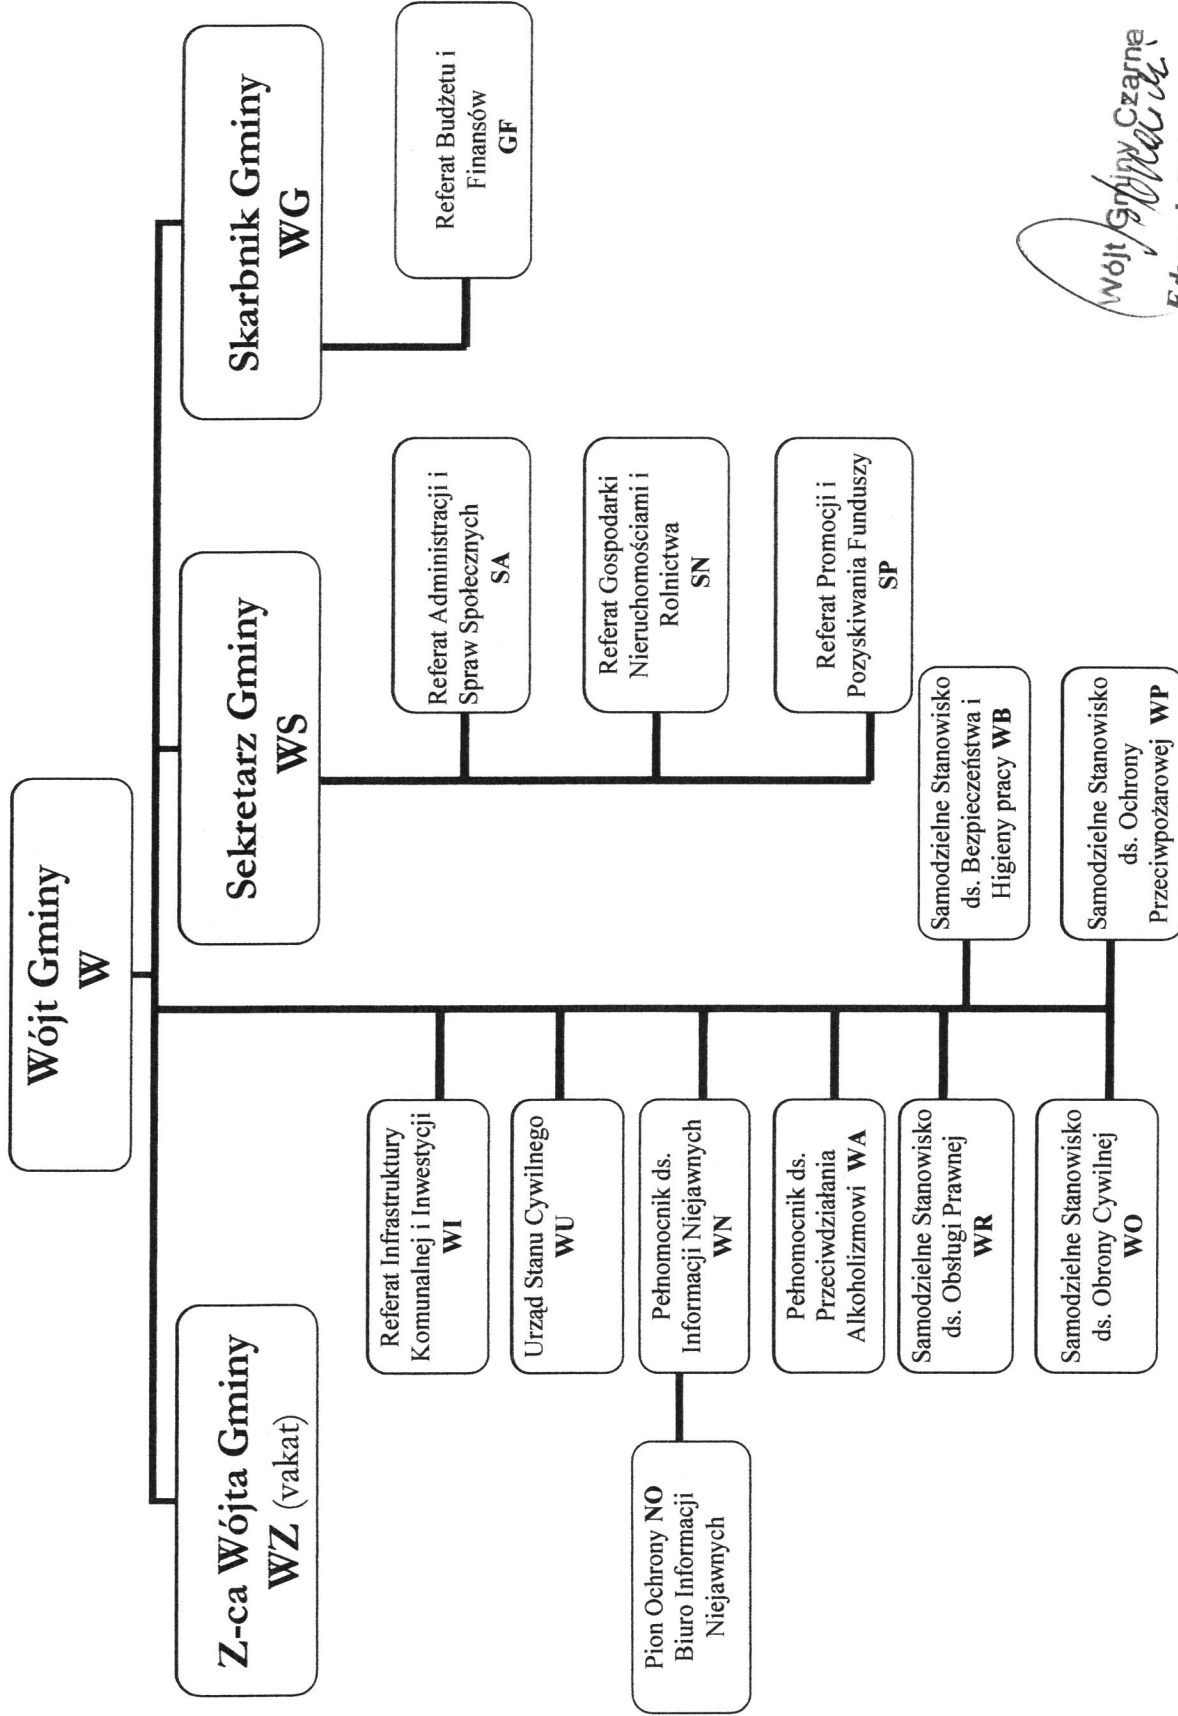 Wójt Gminy
W
Z-ca Wójta Gminy
WZ (vakat)
Sekretarz Gminy
WS
Skarbnik Gminy
WG
Referat Infrastruktury
Komunalnej i Inwestycji
WI
Urząd Stanu Cywilnego
WU
Pełnomocnik ds.
Informacji Niejawnych
WN
Pion Ochrony NO
Biuro Informacji
Niejawnych
Pełnomocnik ds.
Przeciwdziałania
Alkoholizmowi WA
Samodzielne Stanowisko
ds. Obsługi Prawnej
WR
Samodzielne Stanowisko
ds. Obrony Cywilnej
WO
Samodzielne Stanowisko
ds. Bezpieczeństwa i
Higieny pracy WB
Samodzielne Stanowisko
ds. Ochrony
Przeciwpożarowej WP
Referat Administracji i
Spraw Społecznych
SA
Referat Gospodarki
Nieruchomościami i
Rolnictwa
SN
Referat Promocji i
Pozyskiwania Funduszy
SP
Referat Budżetu i
Finansów
GF
Wójt Gminy Czarna